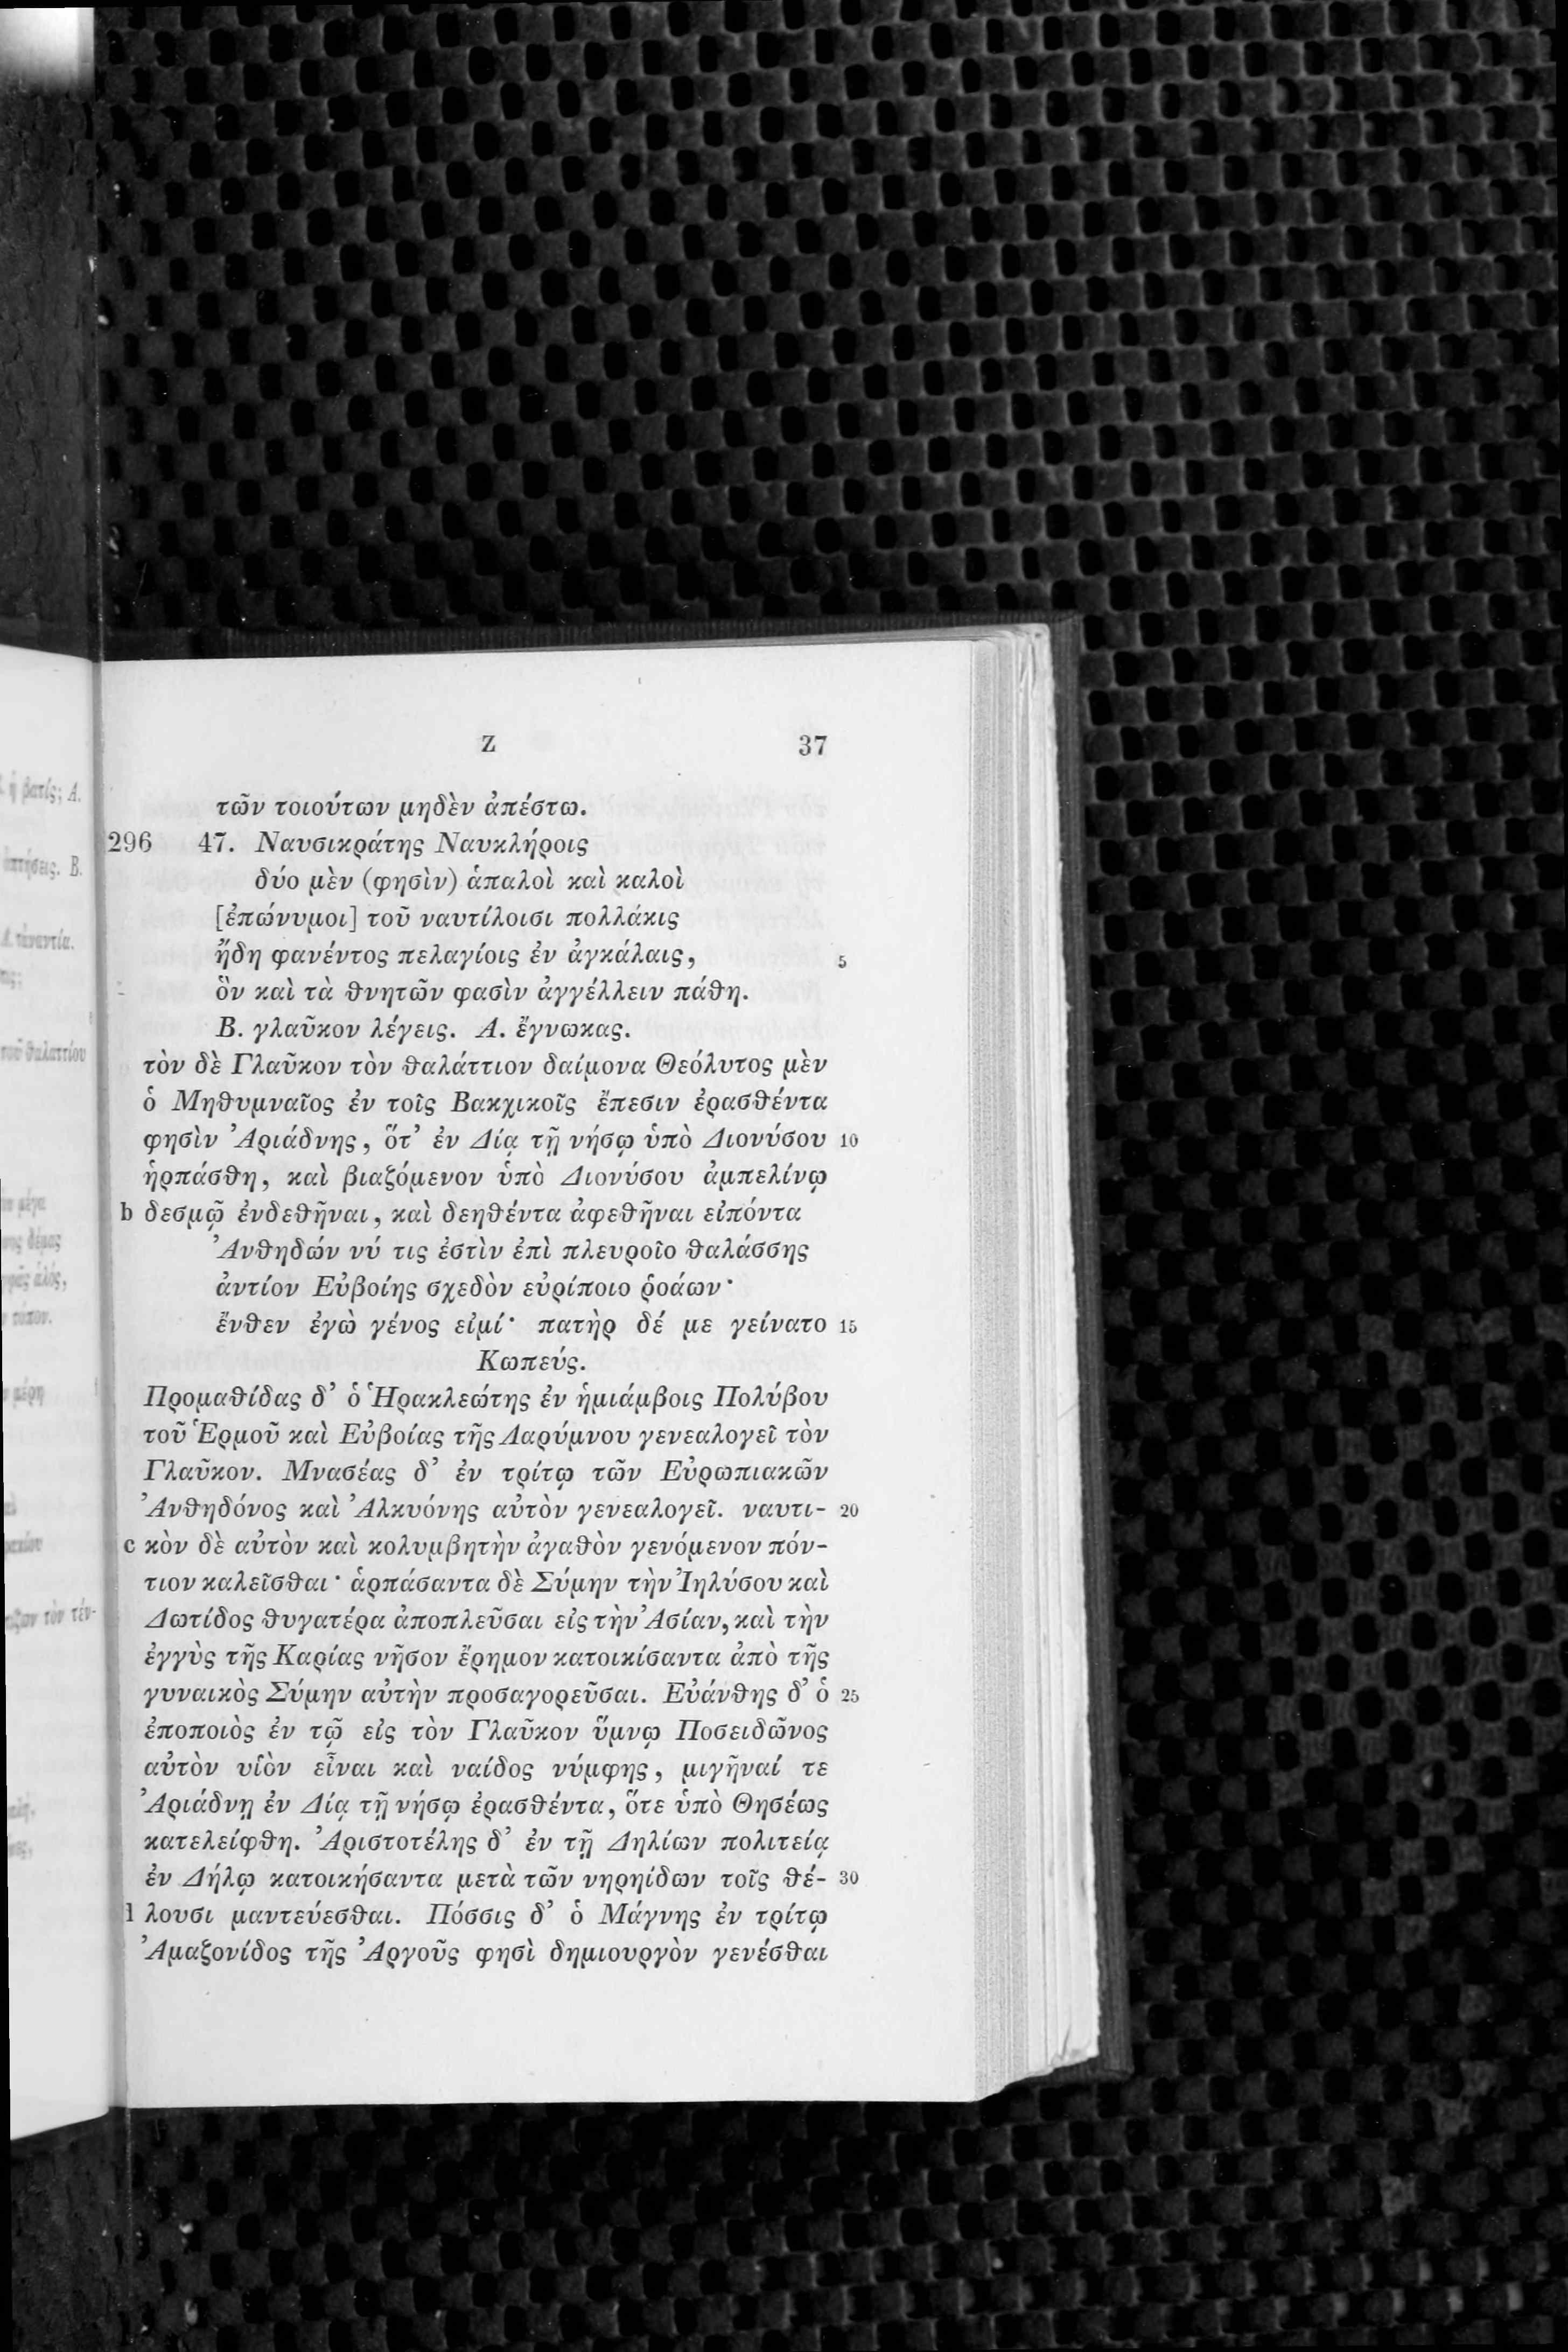 Z 37
τῶν τοιούτων μηδὲν ἀπέστω.
296 47. Ναυσικράτης Ναυκλήροις
δύο μὲν (φησὶν) ἁπαλοὶ καὶ καλοὶ
[ἐπώνυμοι] τοῦ ναυτίλοισι πολλάκις
ἤδη φανέντος πελαγίοις ἐν ἀγκάλαις, 5
ὃν καὶ τὰ θνητῶν φασὶν ἀγγέλλειν πάθη.
Β. γλαῦκον λέγεις. Α. ἔγνωκας.
τὸν δὲ Γλαῦκον τὸν θαλάττιον δαίμονα Θεόλυτος μὲν
ὁ Μηθυμναῖος ἐν τοῖς Βακχικοῖς ἔπεσιν ἐρασθέντα
φησὶν Ἀριάδνης, ὅτ’ ἐν Δίᾳ τῇ νήσῳ ὑπὸ Διονύσου 10
ἡρπάσθη, καὶ βιαζόμενον ὑπὸ Διονύσου ἀμπελίνῳ
b δεσμῷ ἐνδεθῆναι, καὶ δεηθέντα ἀφεθῆναι εἰπόντα
Ἀνθηδών νύ τις ἐστὶν ἐπὶ πλευροῖο θαλάσσης
ἀντίον Εὐβοίης σχεδὸν εὐρίποιο ῥοάων·
ἔνθεν ἐγὼ γένος εἰμί· πατὴρ δέ με γείνατο 15
Κωπεύς.
Προμαθίδας δ’ ὁ Ἡρακλεώτης ἐν ἡμιάμβοις Πολύβου
τοῦ Ἑρμοῦ καὶ Εὐβοίας τῆς Λαρύμνου γενεαλογεῖ τὸν
Γλαῦκον. Μνασέας δ’ ἐν τρίτῳ τῶν Εὐρωπιακῶν
Ἀνθηδόνος καὶ Ἀλκυόνης αὐτὸν γενεαλογεῖ. ναυτι- 20
c κὸν δὲ αὐτὸν καὶ κολυμβητὴν ἀγαθὸν γενόμενον πόν-
τιον καλεῖσθαι· ἁρπάσαντα δὲ Σύμην τὴν Ἰηλύσου καὶ
Δωτίδος θυγατέρα ἀποπλεῦσαι εἰς τὴν Ἀσίαν, καὶ τὴν
ἐγγὺς τῆς Καρίας νῆσον ἔρημον κατοικίσαντα ἀπὸ τῆς
γυναικὸς Σύμην αὐτὴν προσαγορεῦσαι. Εὐάνθης δ’ ὁ 25
ἐποποιὸς ἐν τῷ εἰς τὸν Γλαῦκον ὕμνῳ Ποσειδῶνος
αὐτὸν υἱὸν εἶναι καὶ ναίδος νύμφης, μιγῆναί τε
Ἀριάδνῃ ἐν Δίᾳ τῇ νήσῳ ἐρασθέντα, ὅτε ὑπὸ Θησέως
κατελείφθη. Ἀριστοτέλης δ’ ἐν τῇ Δηλίων πολιτείᾳ
ἐν Δήλῳ κατοικήσαντα μετὰ τῶν νηρηίδων τοῖς θέ- 30
λουσι μαντεύεσθαι. Πόσσις δ’ ὁ Μάγνης ἐν τρίτῳ
Ἀμαζονίδος τῆς Ἀργοῦς φησὶ δημιουργὸν γενέσθαι